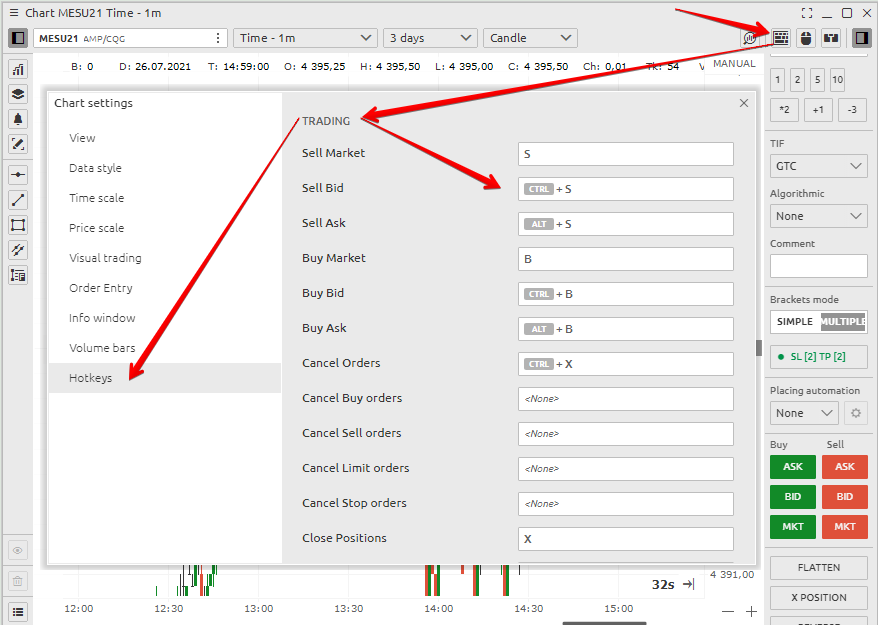 Chart MESU21 Time - 1m
MESU21 AMP/CQG
Time - 1m
3 days
Candle
B: 0 D: 26.07.2021 T: 14:59:00 O: 4 395,25 H: 4 395,50 L: 4 395,00 C: 4 395,50 Ch: 0,01 Tk: 54
MANUAL
Chart settings
View
Data style
Time scale
Price scale
Visual trading
Order Entry
Info window
Volume bars
Hotkeys
TRADING
Sell Market S
Sell Bid CTRL + S
Sell Ask ALT + S
Buy Market B
Buy Bid CTRL + B
Buy Ask ALT + B
Cancel Orders CTRL + X
Cancel Buy orders <None>
Cancel Sell orders <None>
Cancel Limit orders <None>
Cancel Stop orders <None>
Close Positions X
1 2 5 10
*2 +1 -3
TIF
GTC
Algorithmic
None
Comment
Brackets mode
SIMPLE MULTIPLE
SL [2] TP [2]
Placing automation
None
Buy Sell
ASK ASK
BID BID
MKT MKT
FLATTEN
X POSITION
REVERSE
32s
4 391,00
12:00 12:30 13:00 13:30 14:00 14:30 15:00